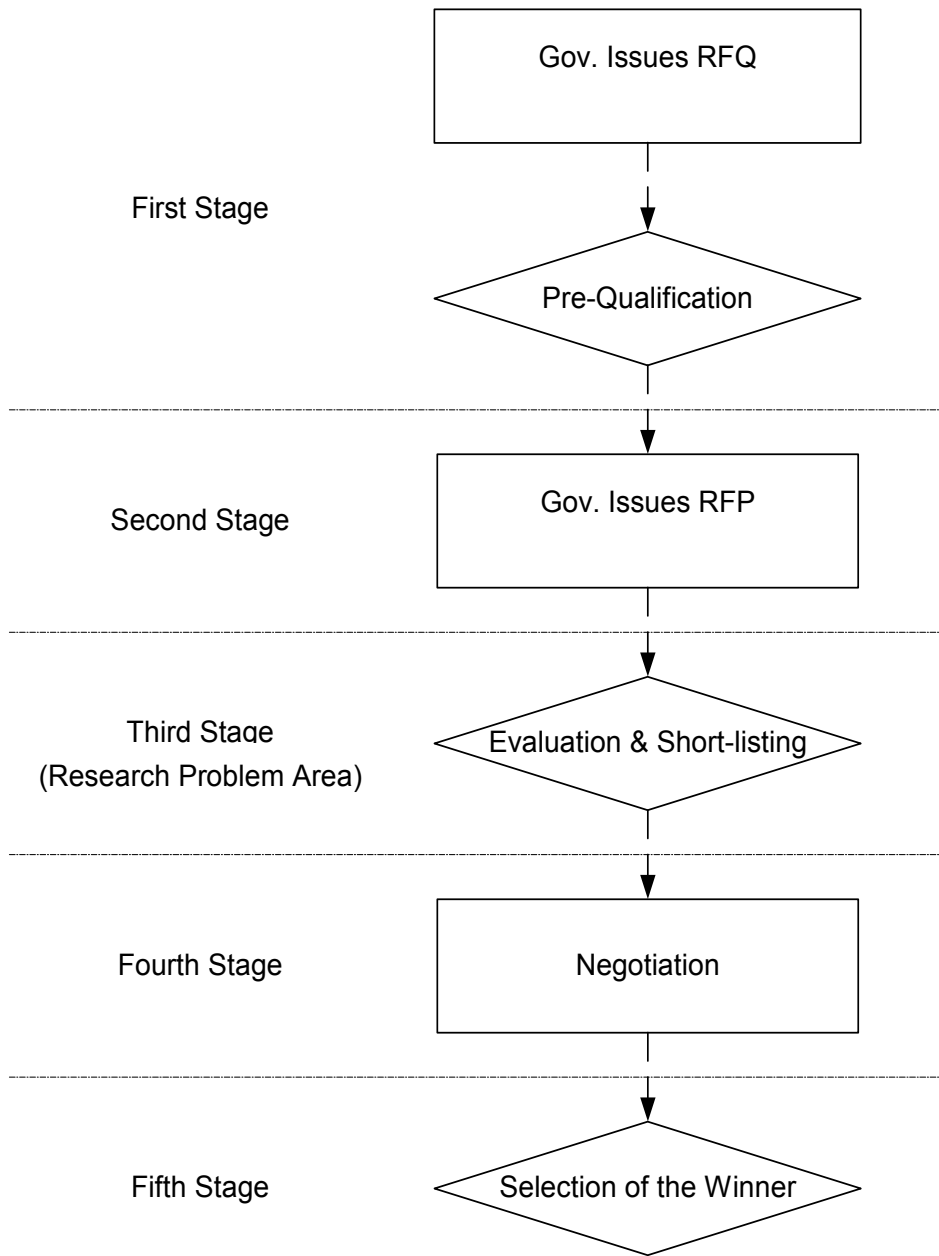 Gov. Issues RFQ
First Stage
Pre-Qualification
Second Stage
Gov. Issues RFP
Third Stage
(Research Problem Area)
Evaluation & Short-listing
Fourth Stage
Negotiation
Fifth Stage
Selection of the Winner